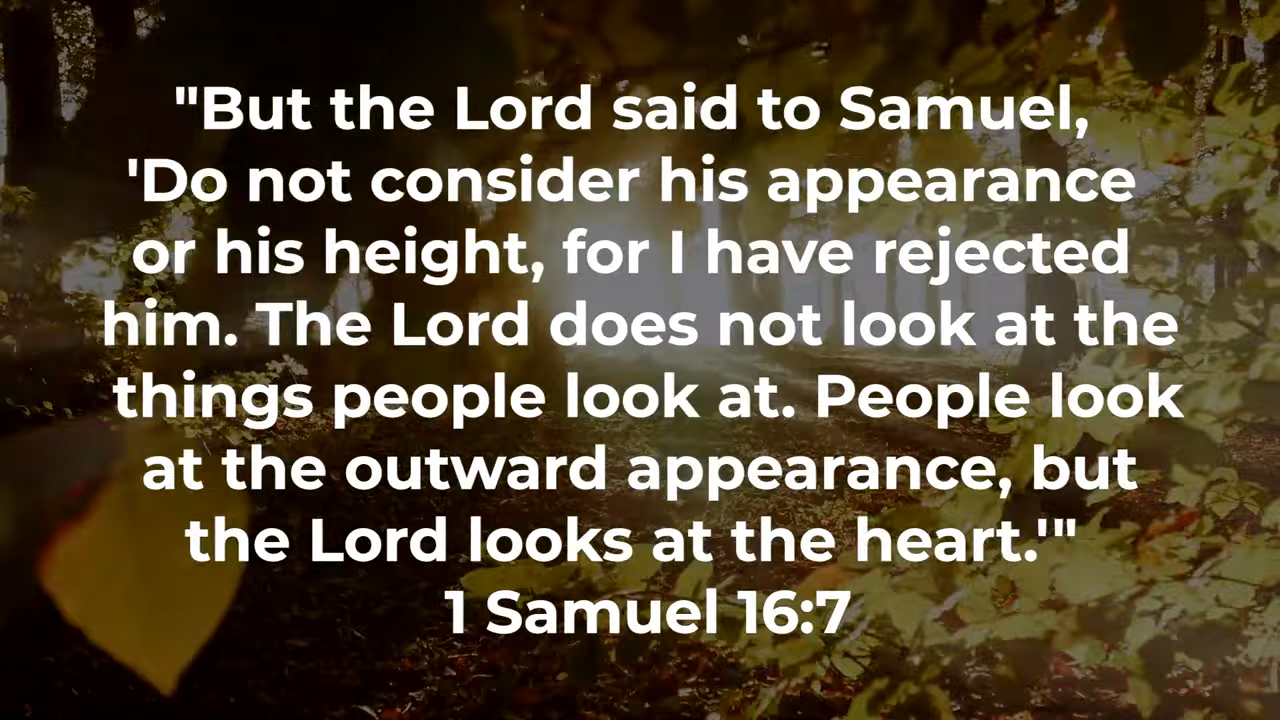 "But the Lord said to Samuel,
'Do not consider his appearance
or his height, for I have rejected
him. The Lord does not look at the
things people look at. People look
at the outward appearance, but
the Lord looks at the heart.'"
1 Samuel 16:7